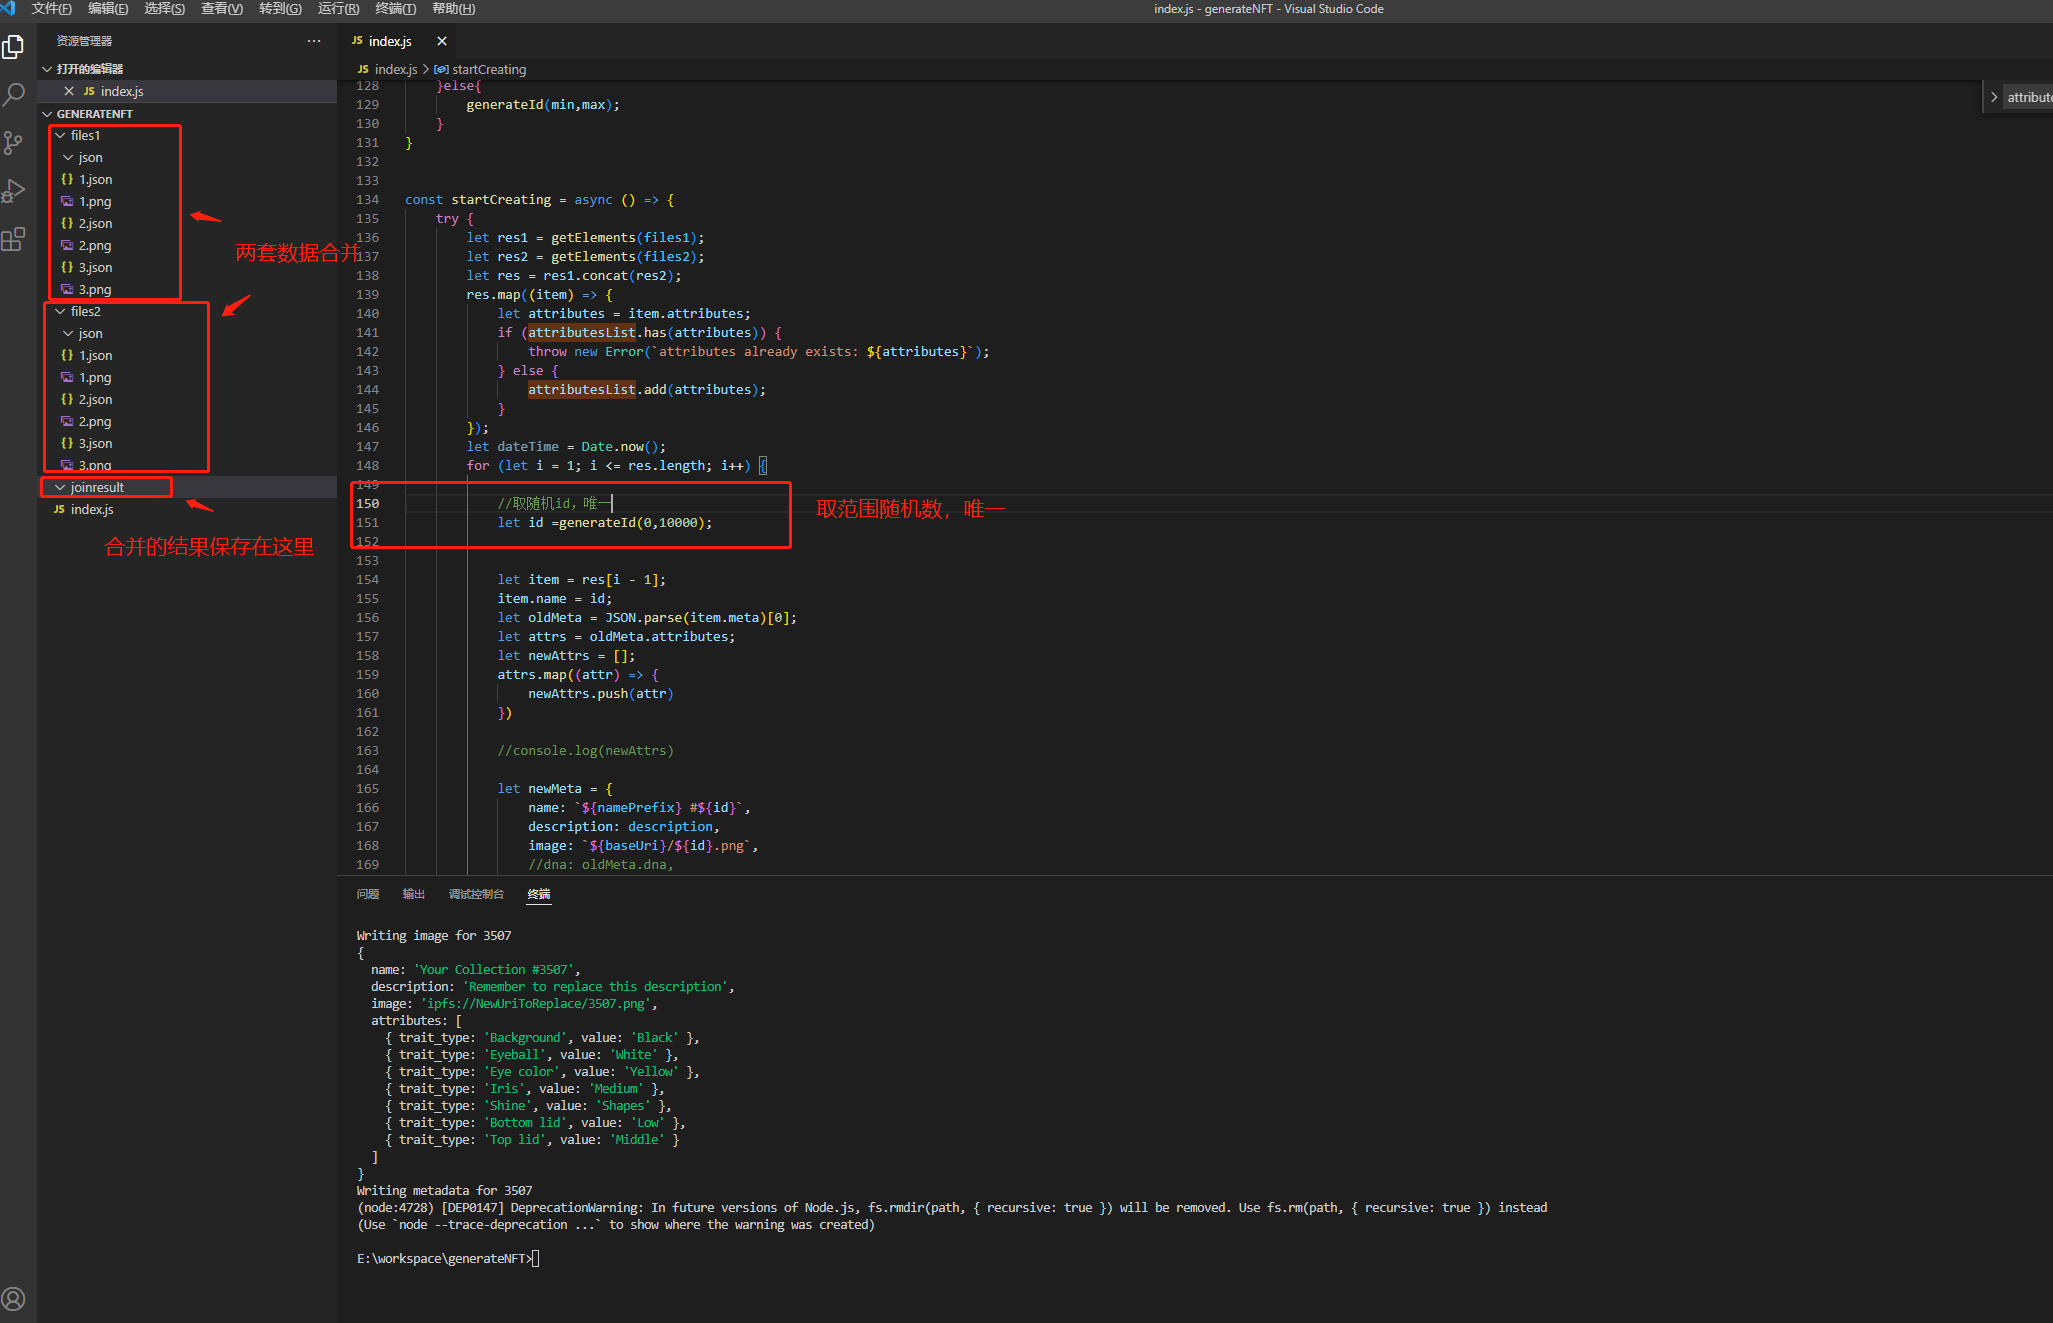 文件(F) 编辑(E) 选择(S) 查看(V) 转到(G) 运行(R) 终端(T) 帮助(H)
index.js - generateNFT - Visual Studio Code
资源管理器 ···
打开的编辑器
JS index.js
GENERATENFT
files1
json
{} 1.json
1.png
{} 2.json
2.png
{} 3.json
3.png
files2
json
{} 1.json
1.png
{} 2.json
2.png
{} 3.json
3.png
joinresult
JS index.js
两套数据合并
合并的结果保存在这里
JS index.js
JS index.js > startCreating
attribute
128 }else{
129 generateId(min,max);
130 }
131 }
132
133
134 const startCreating = async () => {
135 try {
136 let res1 = getElements(files1);
137 let res2 = getElements(files2);
138 let res = res1.concat(res2);
139 res.map((item) => {
140 let attributes = item.attributes;
141 if (attributesList.has(attributes)) {
142 throw new Error(`attributes already exists: ${attributes}`);
143 } else {
144 attributesList.add(attributes);
145 }
146 });
147 let dateTime = Date.now();
148 for (let i = 1; i <= res.length; i++) {
149
150 //取随机id，唯一
151 let id =generateId(0,10000);
152
取范围随机数，唯一
153
154 let item = res[i - 1];
155 item.name = id;
156 let oldMeta = JSON.parse(item.meta)[0];
157 let attrs = oldMeta.attributes;
158 let newAttrs = [];
159 attrs.map((attr) => {
160 newAttrs.push(attr)
161 })
162
163 //console.log(newAttrs)
164
165 let newMeta = {
166 name: `${namePrefix} #${id}`,
167 description: description,
168 image: `${baseUri}/${id}.png`,
169 //dna: oldMeta.dna,
问题 输出 调试控制台 终端
Writing image for 3507
{
name: 'Your Collection #3507',
description: 'Remember to replace this description',
image: 'ipfs://NewUriToReplace/3507.png',
attributes: [
{ trait_type: 'Background', value: 'Black' },
{ trait_type: 'Eyeball', value: 'White' },
{ trait_type: 'Eye color', value: 'Yellow' },
{ trait_type: 'Iris', value: 'Medium' },
{ trait_type: 'Shine', value: 'Shapes' },
{ trait_type: 'Bottom lid', value: 'Low' },
{ trait_type: 'Top lid', value: 'Middle' }
]
}
Writing metadata for 3507
(node:4728) [DEP0147] DeprecationWarning: In future versions of Node.js, fs.rmdir(path, { recursive: true }) will be removed. Use fs.rm(path, { recursive: true }) instead
(Use `node --trace-deprecation ...` to show where the warning was created)
E:\workspace\generateNFT>